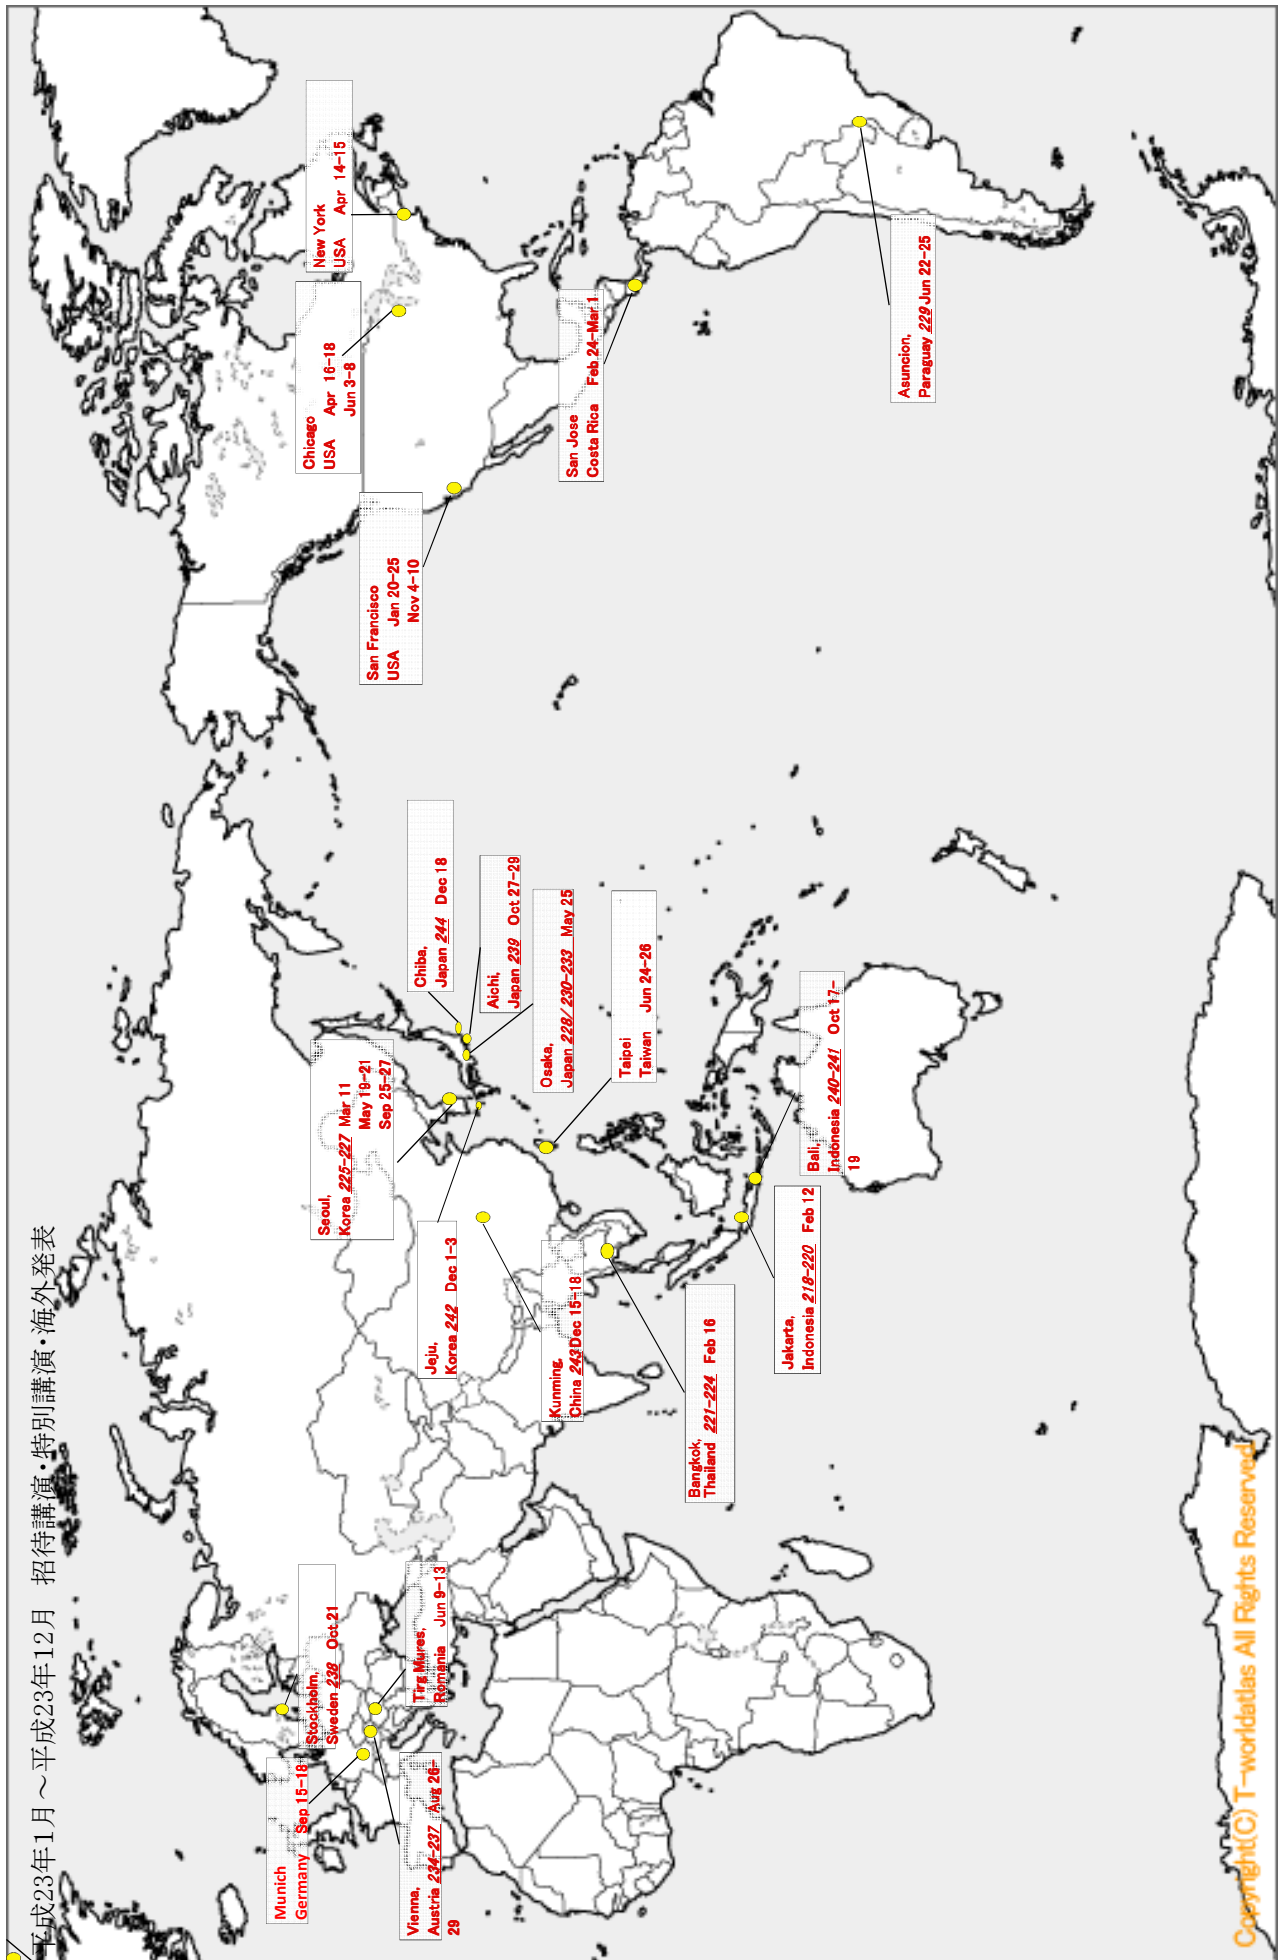 平成23年1月～平成23年12月　招待講演・特別講演・海外発表
Munich
Germany Sep 15-18
Stockholm,
Sweden 238 Oct 21
Vienna,
Austria 234-237 Aug 26-
29
Tirg Mures,
Romania Jun 9-13
Seoul,
Korea 225-227 Mar 11
May 19-21
Sep 25-27
Jeju,
Korea 242 Dec 1-3
Kunming,
China 243 Dec 15-18
Bangkok,
Thailand 221-224 Feb 16
Jakarta,
Indonesia 218-220 Feb 12
Bali,
Indonesia 240-241 Oct 17-
19
Chiba,
Japan 244 Dec 18
Aichi,
Japan 239 Oct 27-29
Osaka,
Japan 228/230-233 May 25
Taipei
Taiwan Jun 24-26
San Francisco
USA Jan 20-25
Nov 4-10
Chicago
USA Apr 16-18
Jun 3-8
New York
USA Apr 14-15
San Jose
Costa Rica Feb 24-Mar 1
Asuncion,
Paraguay 229 Jun 22-25
Copyright(C) T-worldatlas All Rights Reserved